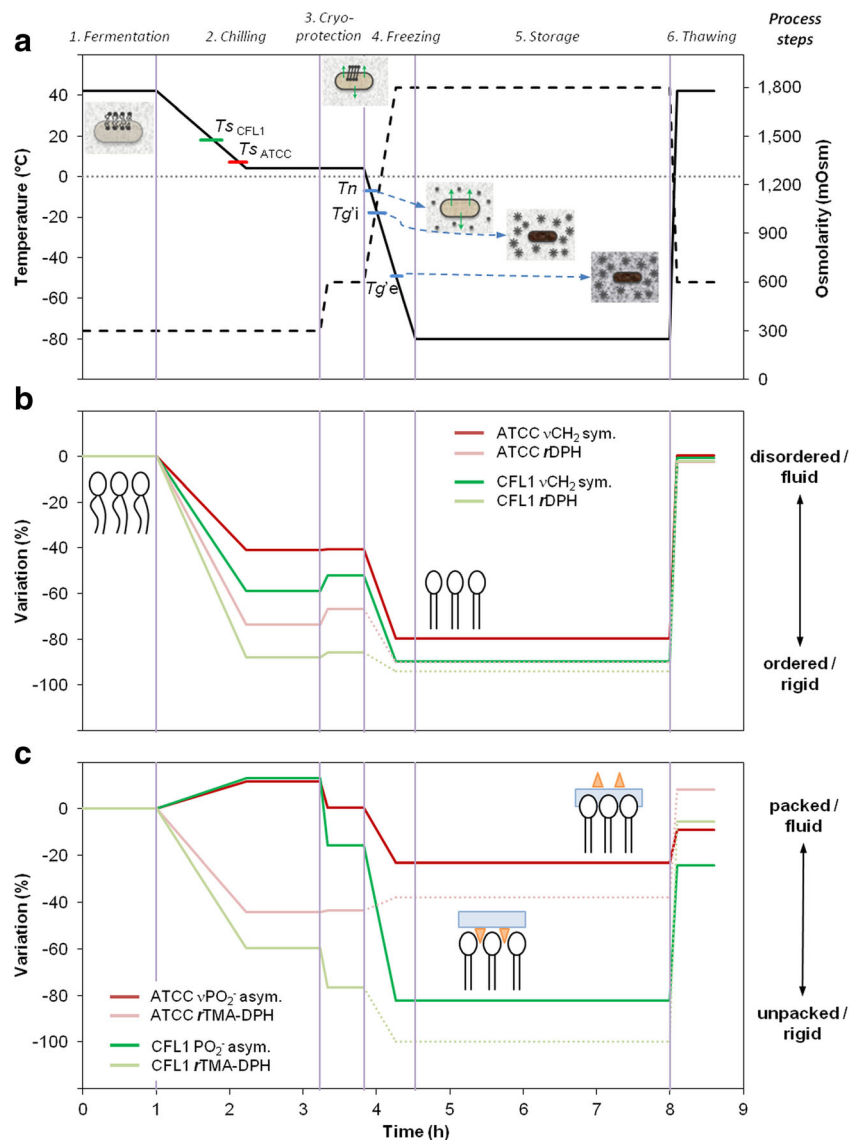 3. Cryo-
protection
Process
steps
1. Fermentation
2. Chilling
4. Freezing
5. Storage
6. Thawing
a
Temperature (°C)
40
20
0
-20
-40
-60
-80
Ts CFL1
Ts ATCC
Tn
Tg'i
Tg'e
1,800
1,500
1,200
900
600
300
0
Osmolarity (mOsm)
b
Variation (%)
0
-20
-40
-60
-80
-100
ATCC νCH2 sym.
ATCC rDPH
CFL1 νCH2 sym.
CFL1 rDPH
disordered /
fluid
ordered /
rigid
c
Variation (%)
0
-20
-40
-60
-80
-100
ATCC νPO2- asym.
ATCC rTMA-DPH
CFL1 PO2- asym.
CFL1 rTMA-DPH
packed /
fluid
unpacked /
rigid
0 1 2 3 4 5 6 7 8 9
Time (h)